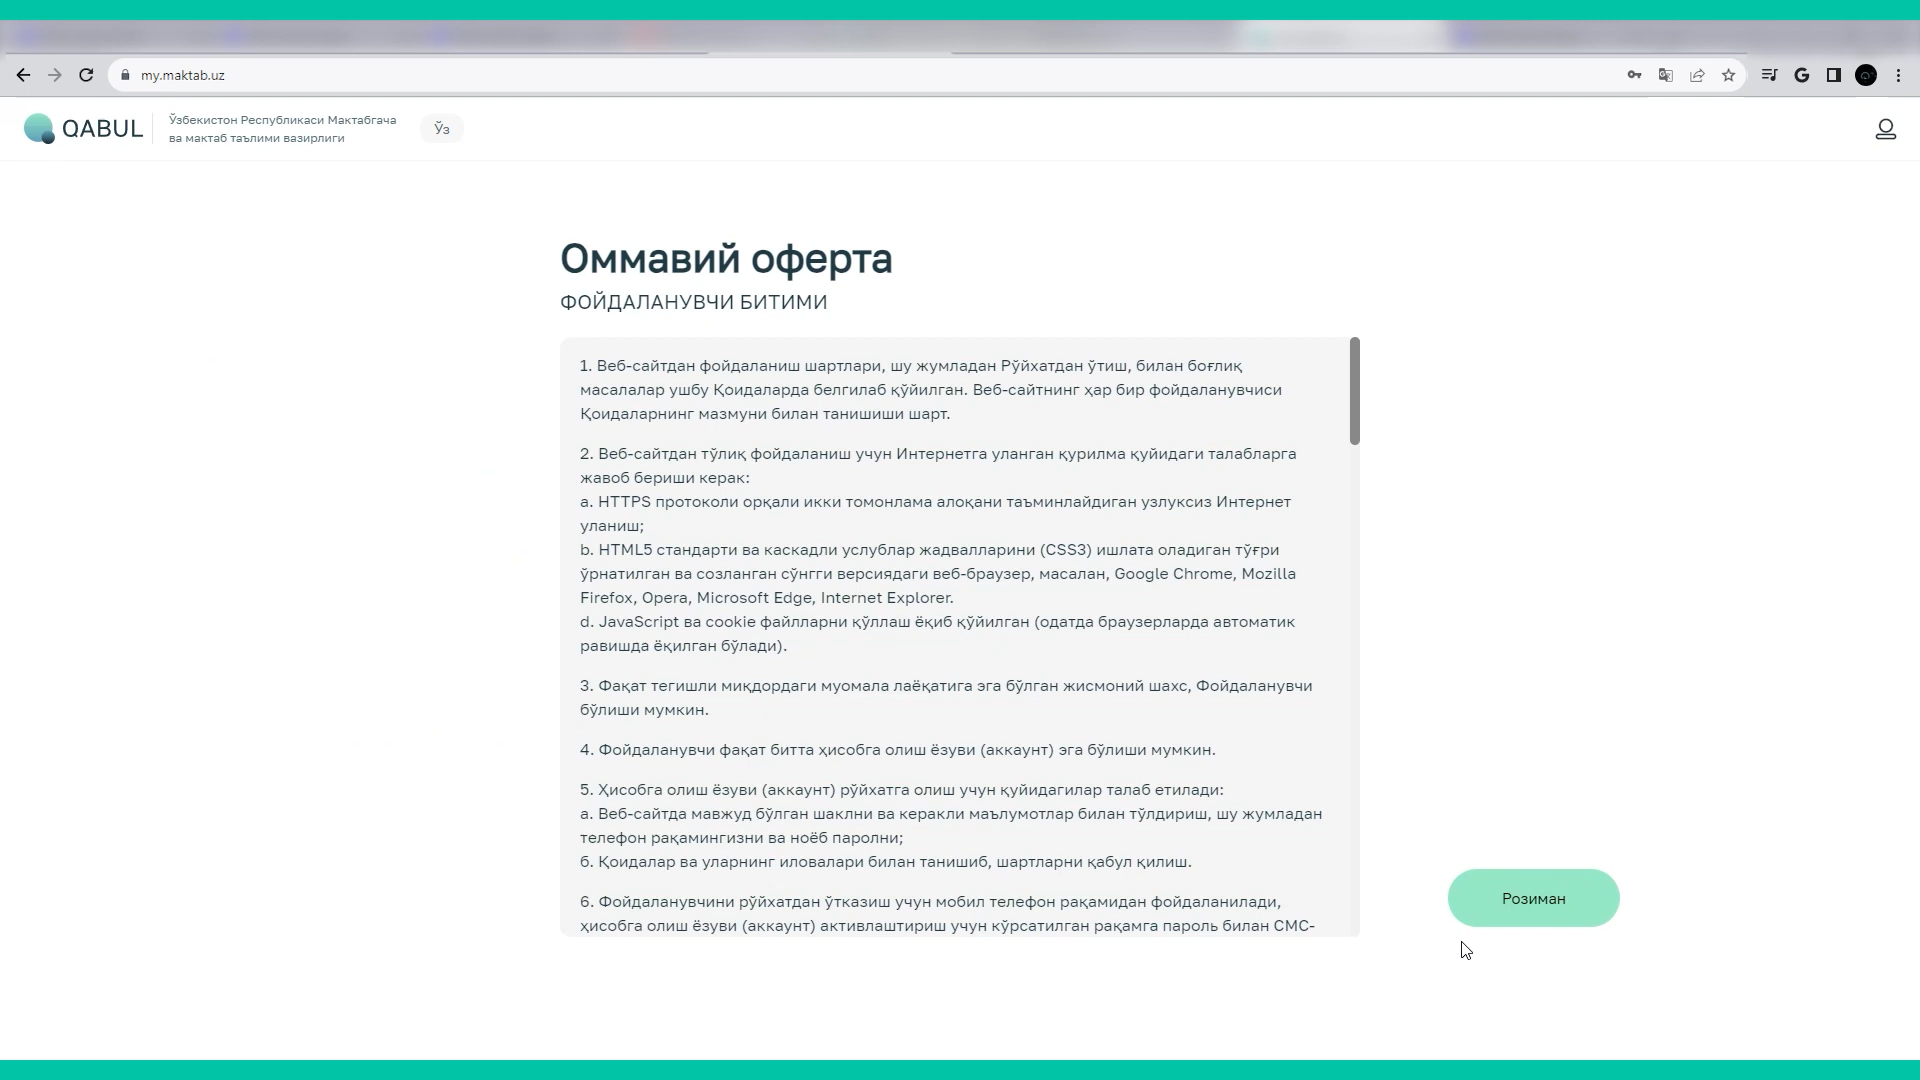 my.maktab.uz
QABUL
Ўзбекистон Республикаси Мактабгача
ва мактаб таълими вазирлиги
Ўз
Оммавий оферта
ФОЙДАЛАНУВЧИ БИТИМИ
1. Веб-сайтдан фойдаланиш шартлари, шу жумладан Рўйхатдан ўтиш, билан боғлиқ
масалалар ушбу Қоидаларда белгилаб қўйилган. Веб-сайтнинг ҳар бир фойдаланувчиси
Қоидаларнинг мазмуни билан танишиши шарт.
2. Веб-сайтдан тўлиқ фойдаланиш учун Интернетга уланган қурилма қуйидаги талабларга
жавоб бериши керак:
a. HTTPS протоколи орқали икки томонлама алоқани таъминлайдиган узлуксиз Интернет
уланиш;
b. HTML5 стандарти ва каскадли услублар жадвалларини (CSS3) ишлата оладиган тўғри
ўрнатилган ва созланган сўнгги версиядаги веб-браузер, масалан, Google Chrome, Mozilla
Firefox, Opera, Microsoft Edge, Internet Explorer.
d. JavaScript ва cookie файлларни қўллаш ёқиб қўйилган (одатда браузерларда автоматик
равишда ёқилган бўлади).
3. Фақат тегишли миқдордаги муомала лаёқатига эга бўлган жисмоний шахс, Фойдаланувчи
бўлиши мумкин.
4. Фойдаланувчи фақат битта ҳисобга олиш ёзуви (аккаунт) эга бўлиши мумкин.
5. Ҳисобга олиш ёзуви (аккаунт) рўйхатга олиш учун қуйидагилар талаб етилади:
а. Веб-сайтда мавжуд бўлган шаклни ва керакли маълумотлар билан тўлдириш, шу жумладан
телефон рақамингизни ва ноёб паролни;
б. Қоидалар ва уларнинг иловалари билан танишиб, шартларни қабул қилиш.
6. Фойдаланувчини рўйхатдан ўтказиш учун мобил телефон рақамидан фойдаланилади,
ҳисобга олиш ёзуви (аккаунт) активлаштириш учун кўрсатилган рақамга пароль билан СМС-
Розиман